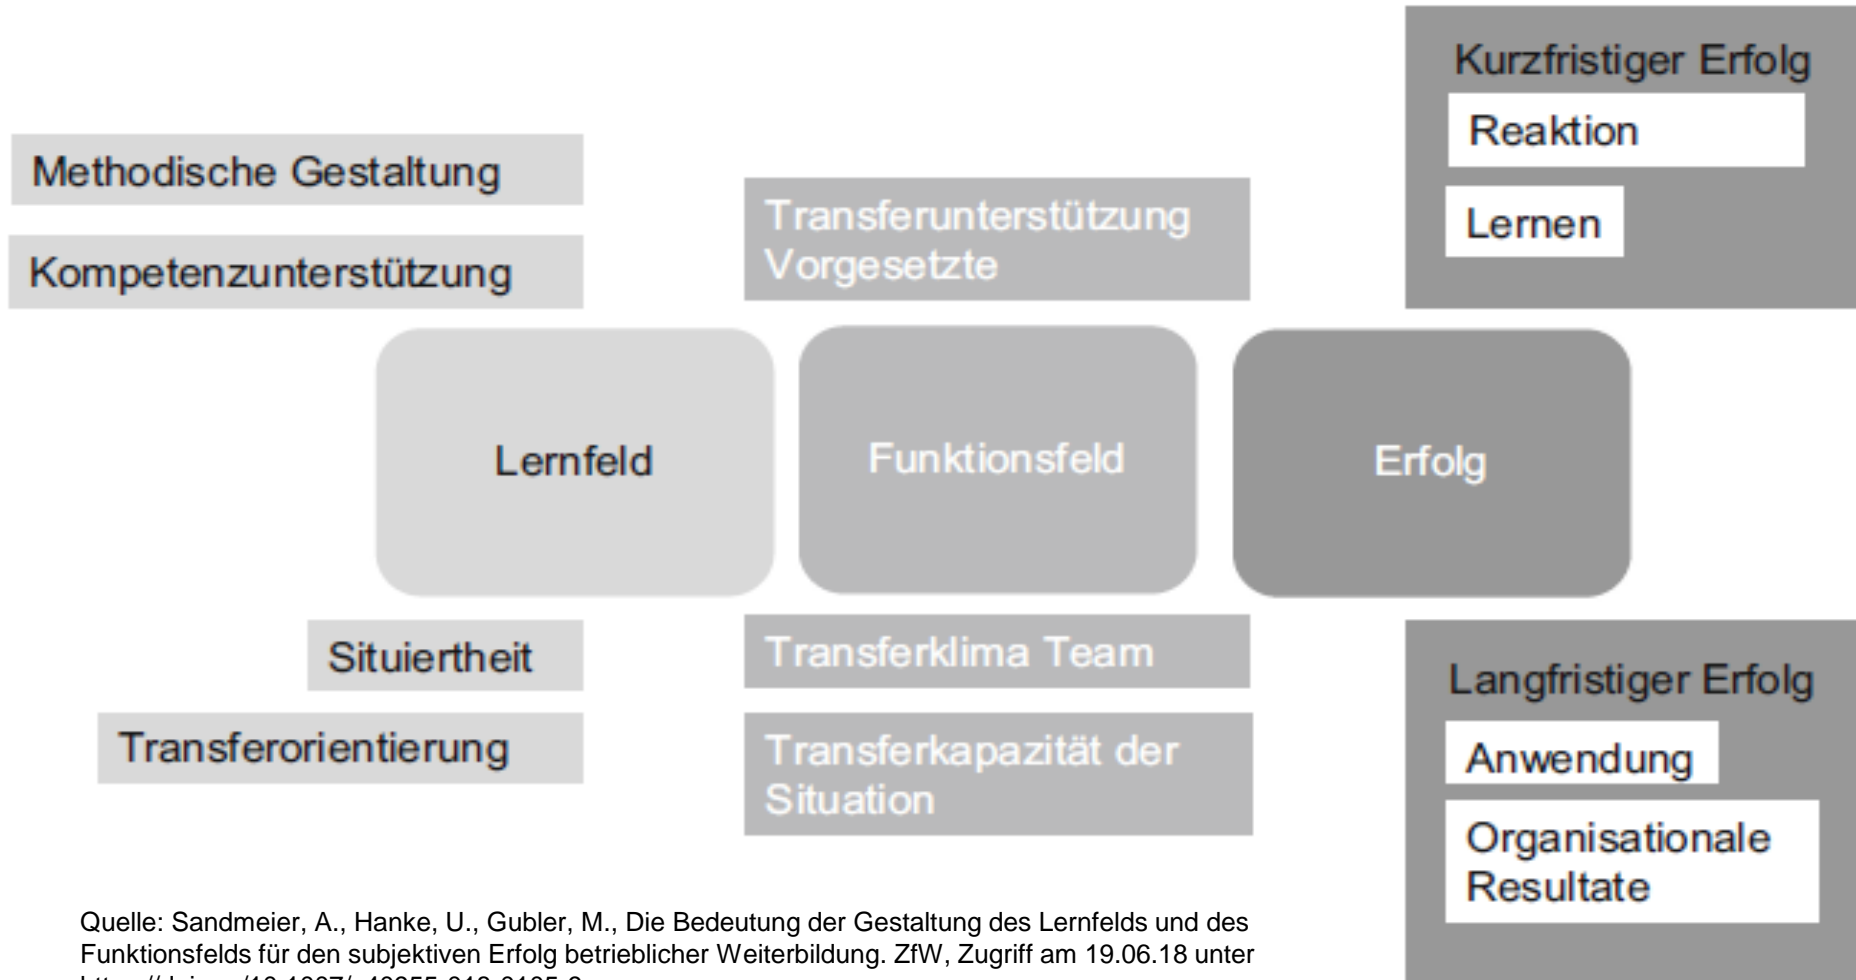 Methodische Gestaltung
Kompetenzunterstützung
Lernfeld
Situiertheit
Transferorientierung
Transferunterstützung
Vorgesetzte
Funktionsfeld
Transferklima Team
Transferkapazität der
Situation
Kurzfristiger Erfolg
Reaktion
Lernen
Erfolg
Langfristiger Erfolg
Anwendung
Organisationale
Resultate
Quelle: Sandmeier, A., Hanke, U., Gubler, M., Die Bedeutung der Gestaltung des Lernfelds und des
Funktionsfelds für den subjektiven Erfolg betrieblicher Weiterbildung. ZfW, Zugriff am 19.06.18 unter